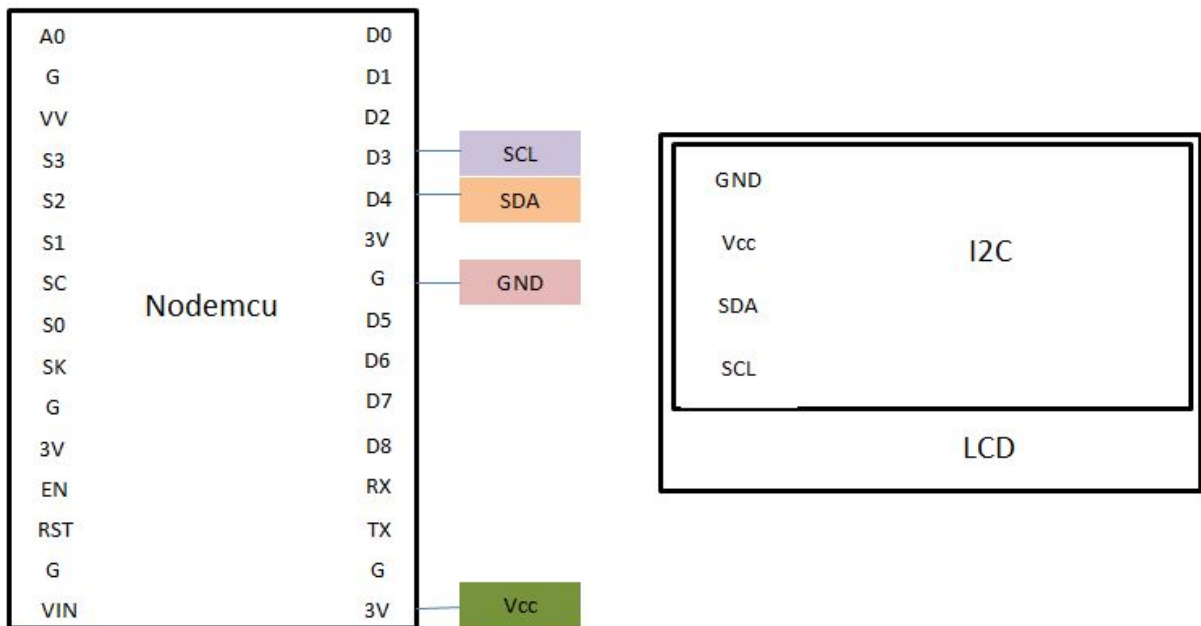 A0
G
VV
S3
S2
S1
SC
S0
SK
G
3V
EN
RST
G
VIN
Nodemcu
D0
D1
D2
D3
D4
3V
G
D5
D6
D7
D8
RX
TX
G
3V
SCL
SDA
GND
Vcc
GND
Vcc
SDA
SCL
I2C
LCD